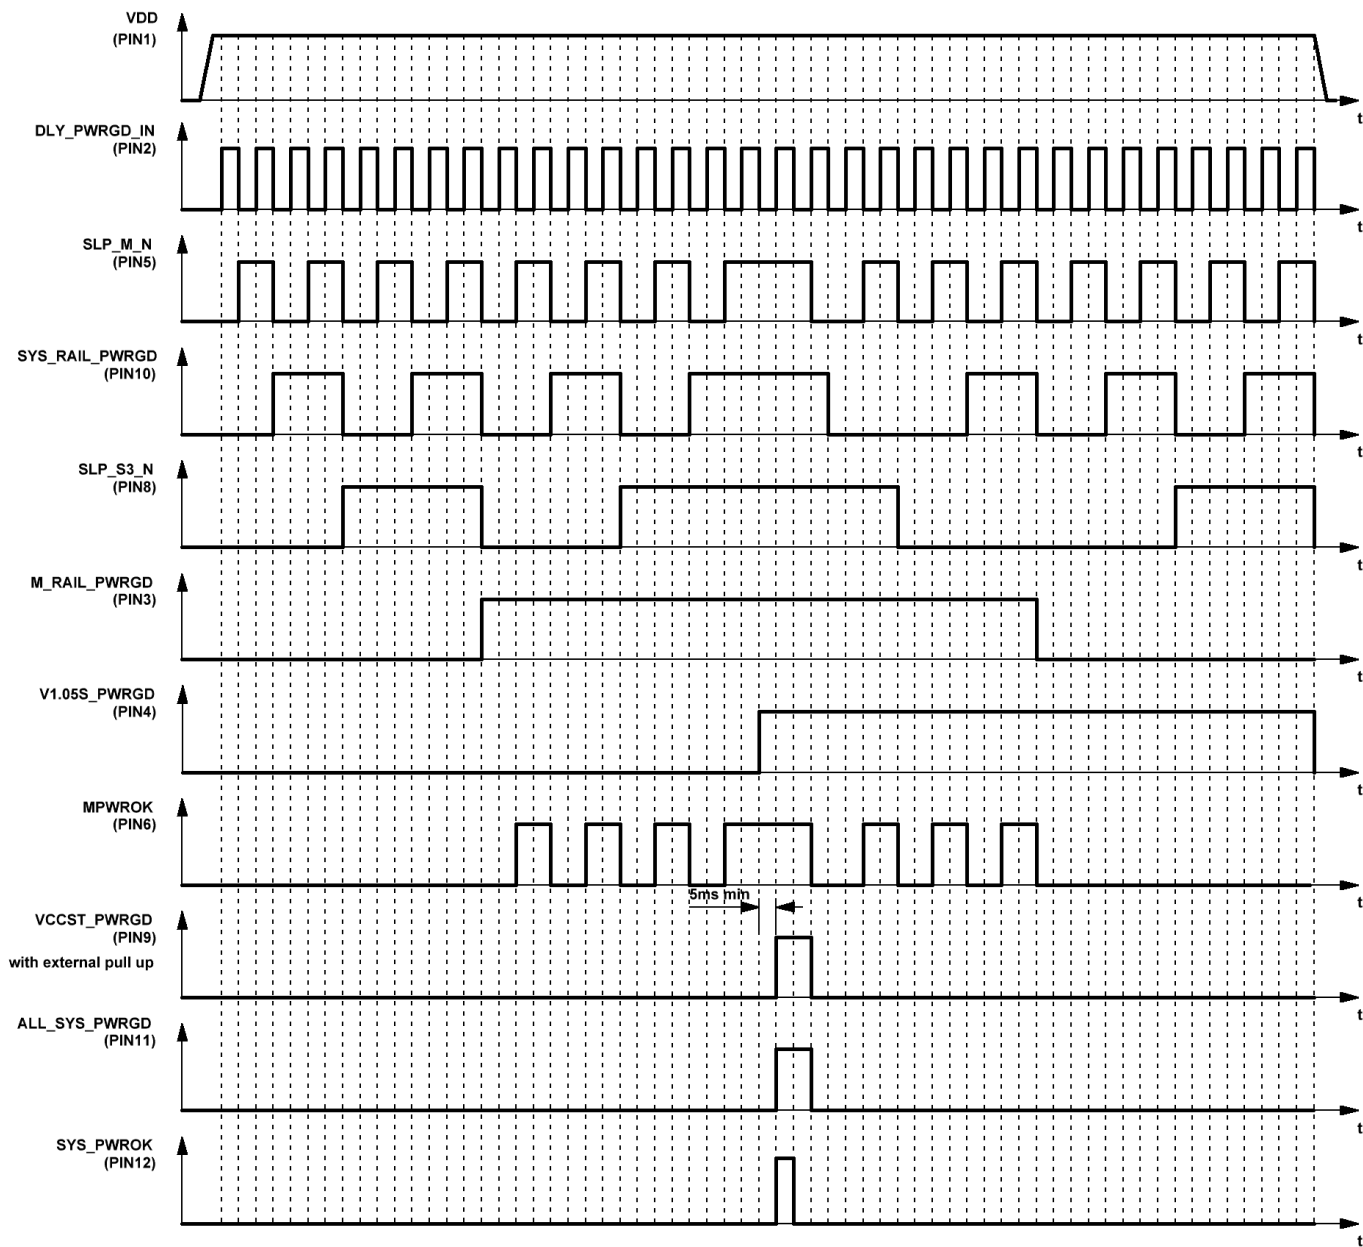 VDD
(PIN1)
t
DLY_PWRGD_IN
(PIN2)
t
SLP_M_N
(PIN5)
t
SYS_RAIL_PWRGD
(PIN10)
t
SLP_S3_N
(PIN8)
t
M_RAIL_PWRGD
(PIN3)
t
V1.05S_PWRGD
(PIN4)
t
MPWROK
(PIN6)
t
5ms min
VCCST_PWRGD
(PIN9)
with external pull up
t
ALL_SYS_PWRGD
(PIN11)
t
SYS_PWROK
(PIN12)
t